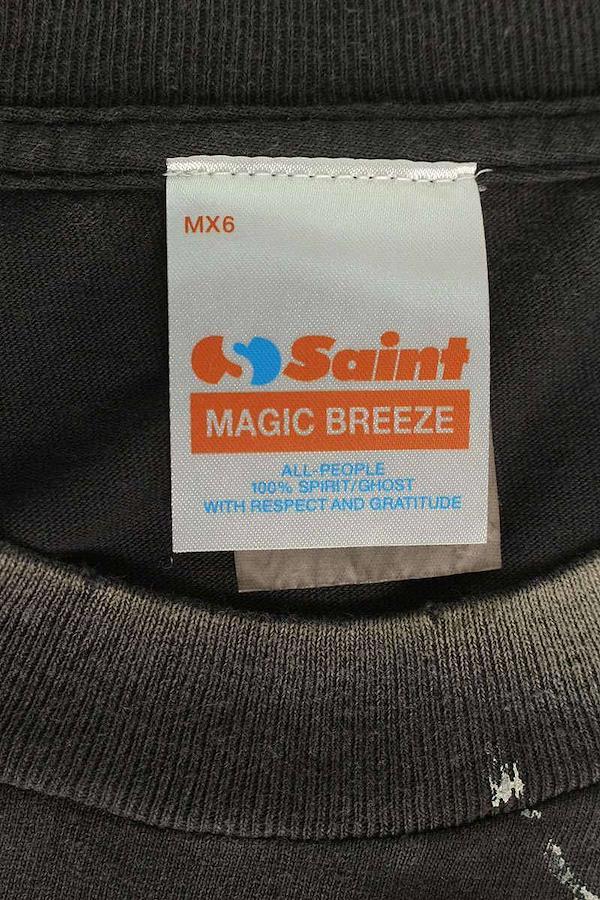 MX6
Saint
MAGIC BREEZE
ALL-PEOPLE
100% SPIRIT/GHOST
WITH RESPECT AND GRATITUDE